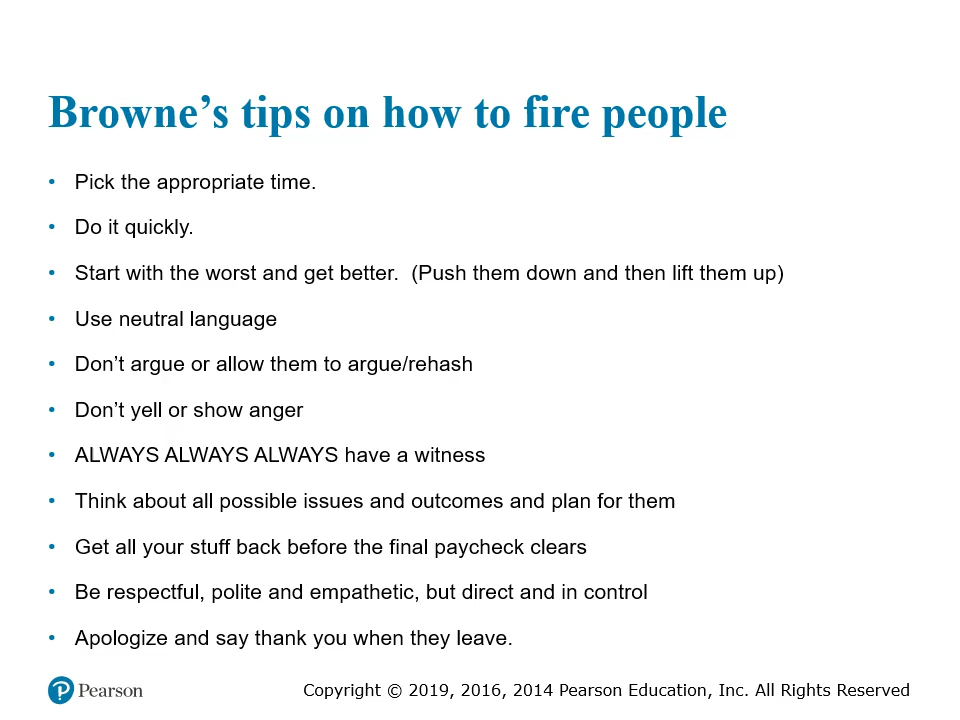 Browne’s tips on how to fire people
• Pick the appropriate time.
• Do it quickly.
• Start with the worst and get better.  (Push them down and then lift them up)
• Use neutral language
• Don’t argue or allow them to argue/rehash
• Don’t yell or show anger
• ALWAYS ALWAYS ALWAYS have a witness
• Think about all possible issues and outcomes and plan for them
• Get all your stuff back before the final paycheck clears
• Be respectful, polite and empathetic, but direct and in control
• Apologize and say thank you when they leave.
Pearson
Copyright © 2019, 2016, 2014 Pearson Education, Inc. All Rights Reserved